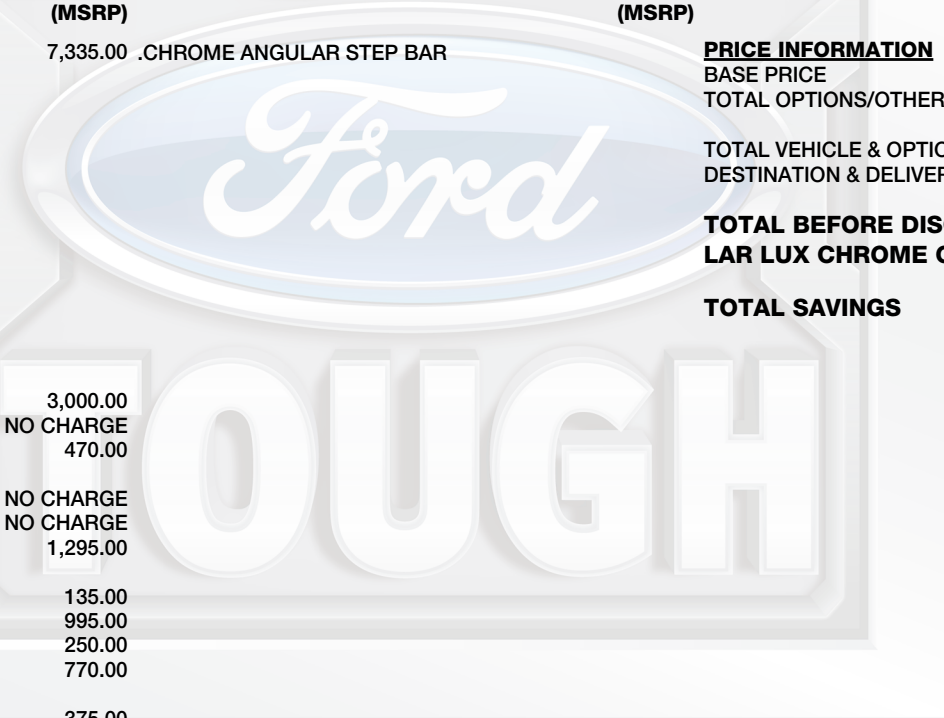 (MSRP)
7,335.00
3,000.00
NO CHARGE
470.00
NO CHARGE
NO CHARGE
1,295.00
135.00
995.00
250.00
770.00
375.00
.CHROME ANGULAR STEP BAR
(MSRP)
PRICE INFORMATION
BASE PRICE
TOTAL OPTIONS/OTHER
TOTAL VEHICLE & OPTIO
DESTINATION & DELIVER
TOTAL BEFORE DIS
LAR LUX CHROME
TOTAL SAVINGS
Ford
TOUGH